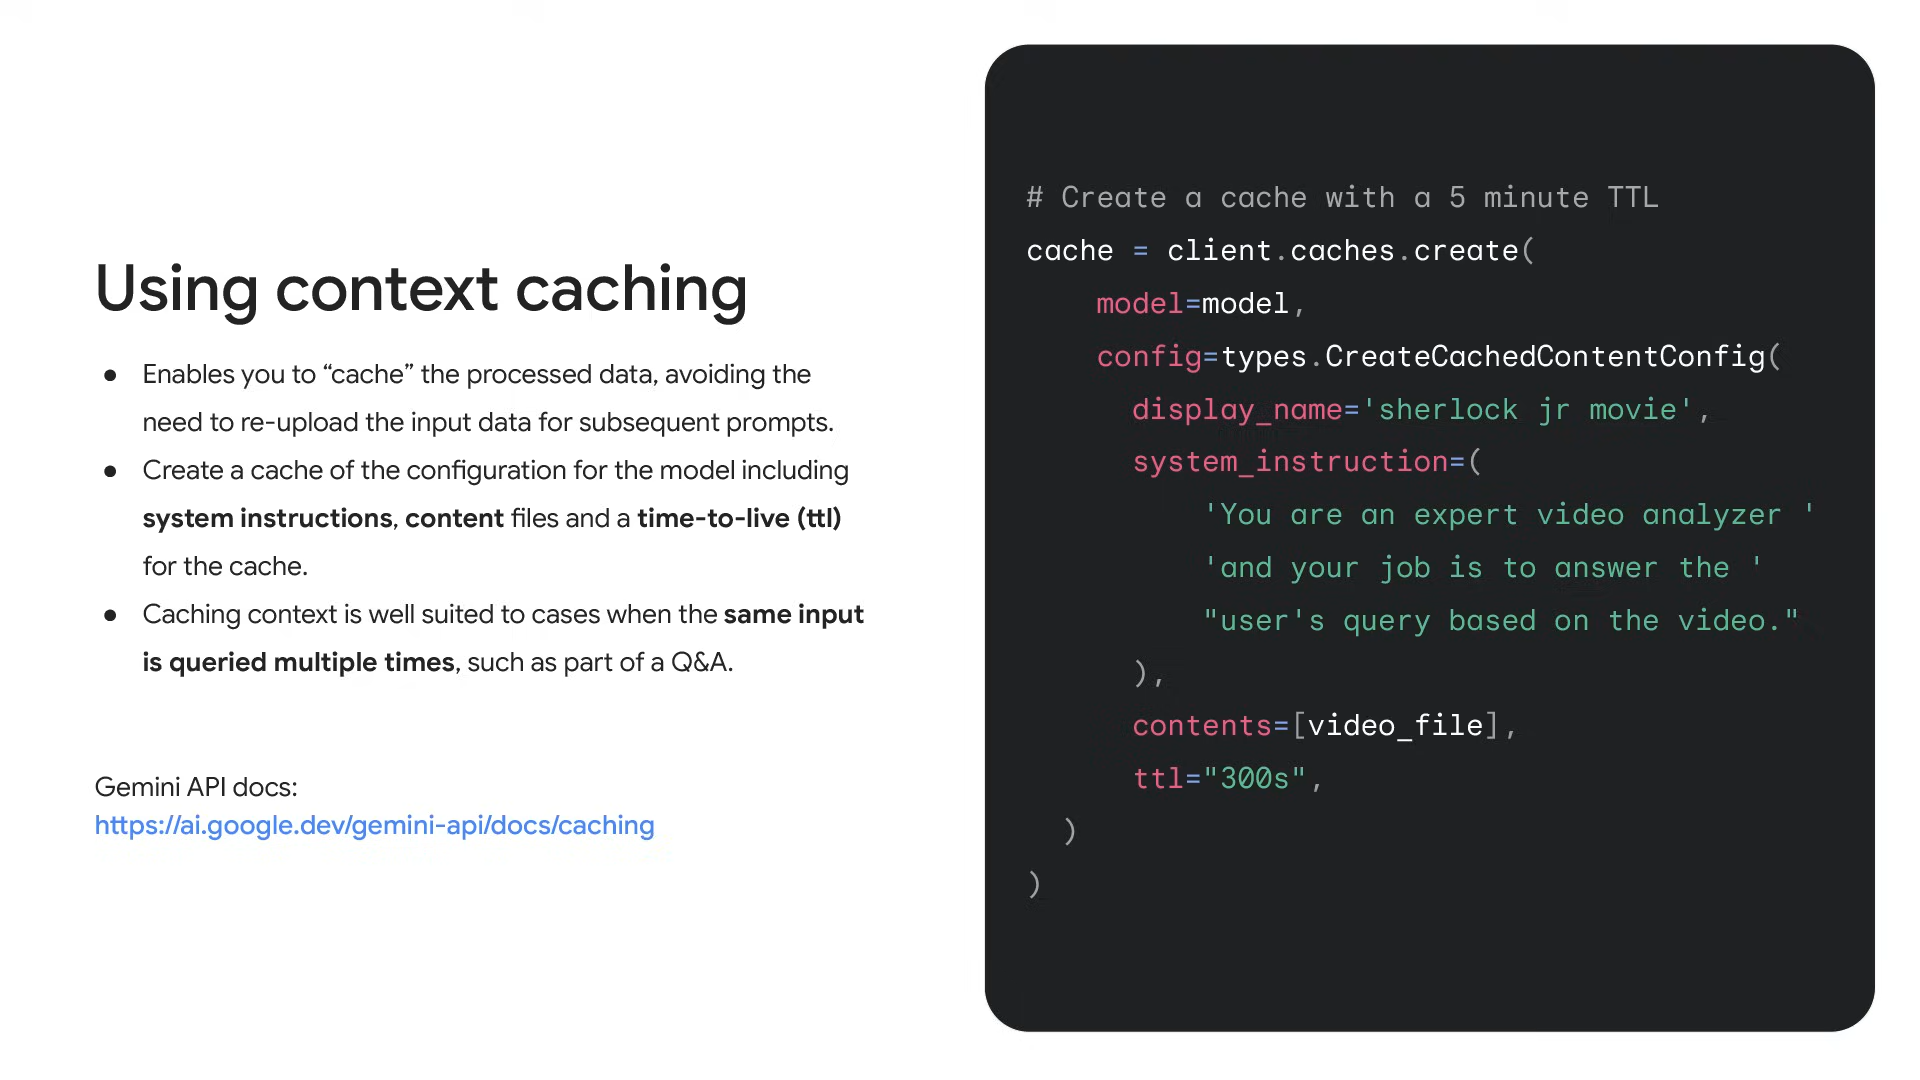 Using context caching
● Enables you to “cache” the processed data, avoiding the
need to re-upload the input data for subsequent prompts.
● Create a cache of the configuration for the model including
system instructions, content files and a time-to-live (ttl)
for the cache.
● Caching context is well suited to cases when the same input
is queried multiple times, such as part of a Q&A.
Gemini API docs:
https://ai.google.dev/gemini-api/docs/caching
# Create a cache with a 5 minute TTL
cache = client.caches.create(
    model=model,
    config=types.CreateCachedContentConfig(
      display_name='sherlock jr movie',
      system_instruction=(
          'You are an expert video analyzer '
          'and your job is to answer the '
          "user's query based on the video."
      ),
      contents=[video_file],
      ttl="300s",
  )
)